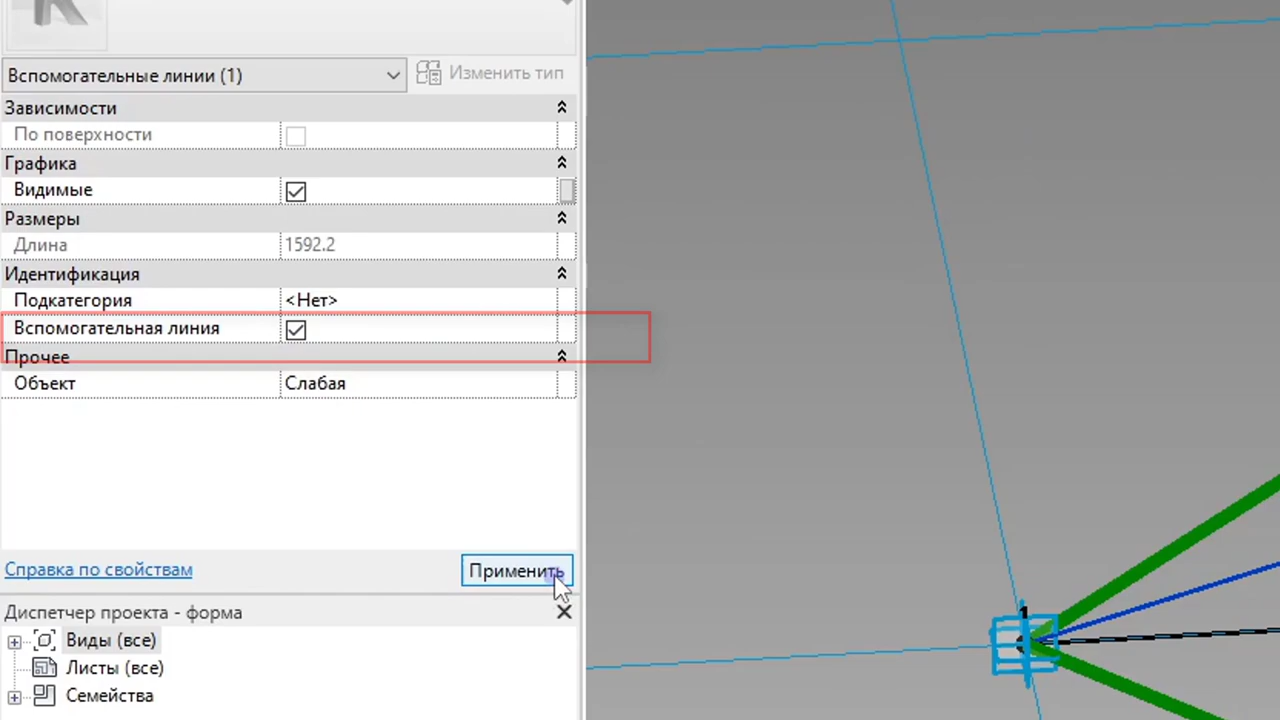 Вспомогательные линии (1)
Изменить тип
Зависимости
По поверхности
Графика
Видимые
Размеры
Длина 1592.2
Идентификация
Подкатегория <Нет>
Вспомогательная линия
Прочее
Объект Слабая
Справка по свойствам
Применить
Диспетчер проекта - форма
Виды (все)
Листы (все)
Семейства
1